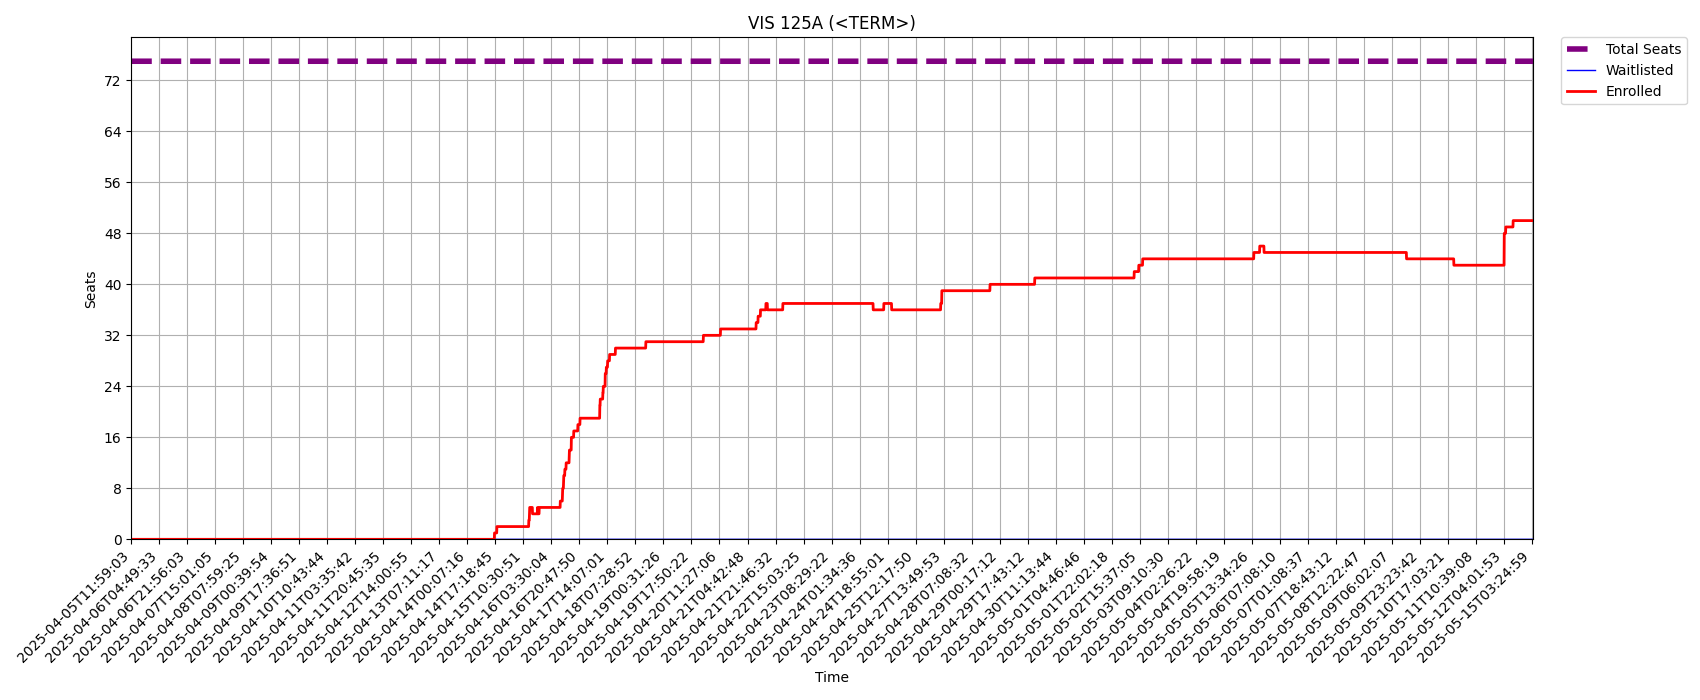 VIS 125A (<TERM>)
Total Seats
Waitlisted
Enrolled
72
64
56
48
40
32
24
16
8
0
Seats
2025-04-05T11:59:03
2025-04-06T04:49:33
2025-04-06T21:56:03
2025-04-07T15:01:05
2025-04-08T07:59:25
2025-04-09T00:39:54
2025-04-09T17:36:51
2025-04-10T10:43:44
2025-04-11T03:35:42
2025-04-11T20:45:35
2025-04-12T14:00:55
2025-04-13T07:11:17
2025-04-14T00:07:16
2025-04-14T17:18:45
2025-04-15T10:30:51
2025-04-16T03:30:04
2025-04-16T20:47:50
2025-04-17T14:07:01
2025-04-18T07:28:52
2025-04-19T00:31:26
2025-04-19T17:50:22
2025-04-20T11:27:06
2025-04-21T04:42:48
2025-04-21T21:46:32
2025-04-22T15:03:25
2025-04-23T08:29:22
2025-04-24T01:34:36
2025-04-24T18:55:01
2025-04-25T12:17:50
2025-04-27T13:49:53
2025-04-28T07:08:32
2025-04-29T00:17:12
2025-04-29T17:43:12
2025-04-30T11:13:44
2025-05-01T04:46:46
2025-05-01T22:02:18
2025-05-02T15:37:05
2025-05-03T09:10:30
2025-05-04T02:26:22
2025-05-04T19:58:19
2025-05-05T13:34:26
2025-05-06T07:08:10
2025-05-07T01:08:37
2025-05-07T18:43:12
2025-05-08T12:22:47
2025-05-09T06:02:07
2025-05-09T23:23:42
2025-05-10T17:03:21
2025-05-11T10:39:08
2025-05-12T04:01:53
2025-05-15T03:24:59
Time